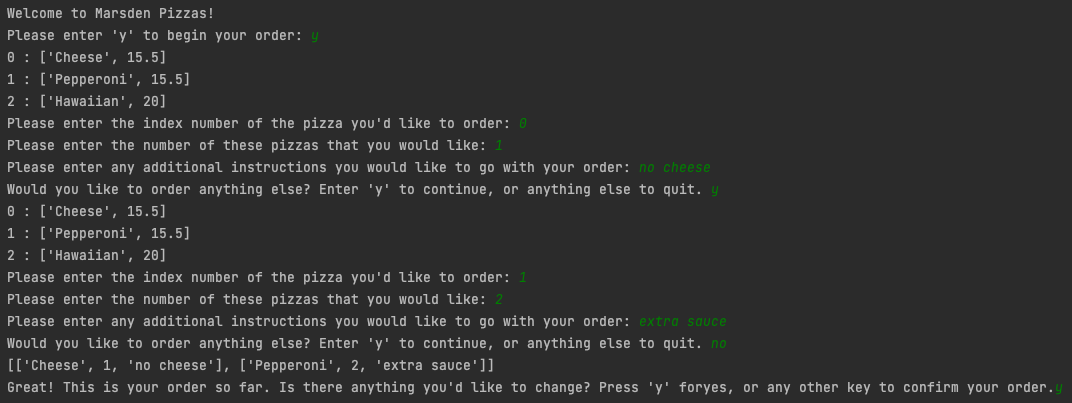 Welcome to Marsden Pizzas!
Please enter 'y' to begin your order: y
0 : ['Cheese', 15.5]
1 : ['Pepperoni', 15.5]
2 : ['Hawaiian', 20]
Please enter the index number of the pizza you'd like to order: 0
Please enter the number of these pizzas that you would like: 1
Please enter any additional instructions you would like to go with your order: no cheese
Would you like to order anything else? Enter 'y' to continue, or anything else to quit. y
0 : ['Cheese', 15.5]
1 : ['Pepperoni', 15.5]
2 : ['Hawaiian', 20]
Please enter the index number of the pizza you'd like to order: 1
Please enter the number of these pizzas that you would like: 2
Please enter any additional instructions you would like to go with your order: extra sauce
Would you like to order anything else? Enter 'y' to continue, or anything else to quit. no
[['Cheese', 1, 'no cheese'], ['Pepperoni', 2, 'extra sauce']]
Great! This is your order so far. Is there anything you'd like to change? Press 'y' foryes, or any other key to confirm your order.y